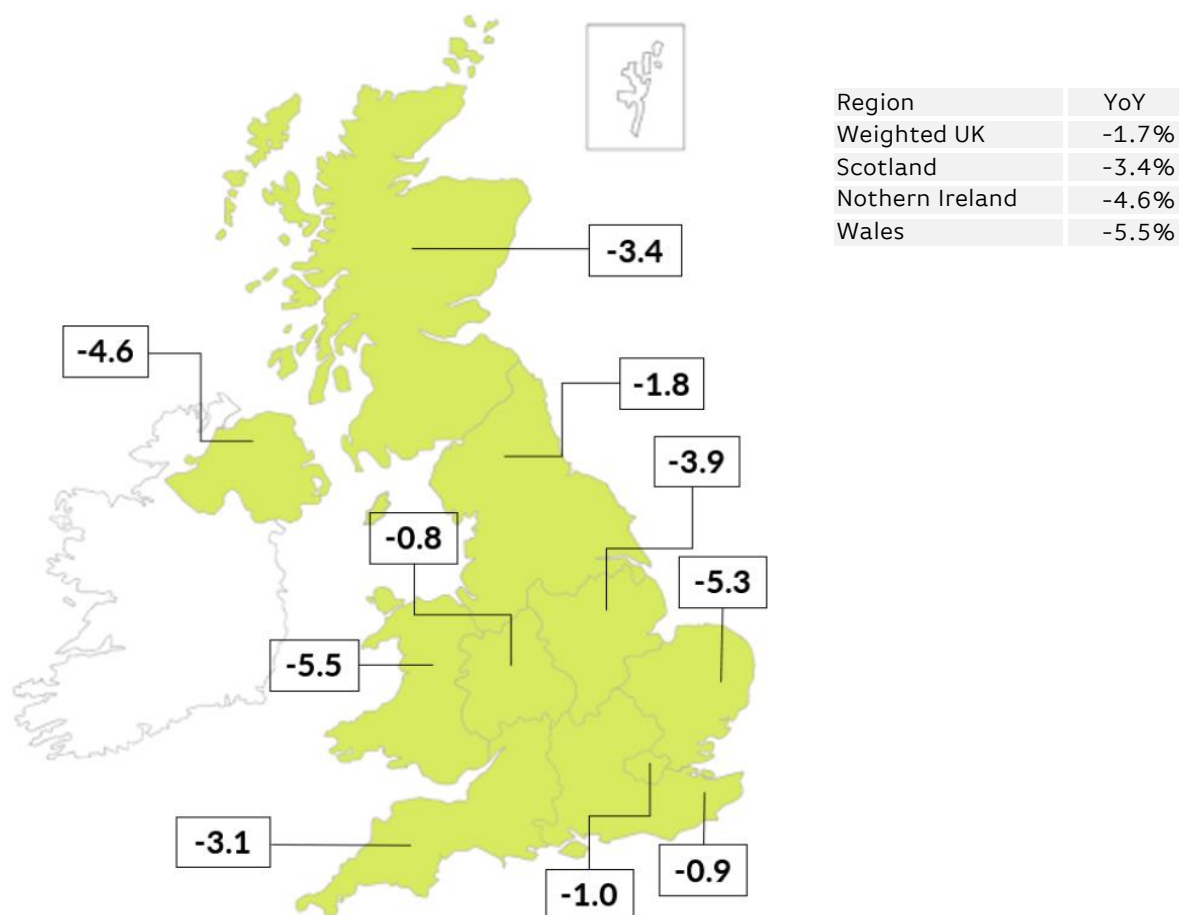 Region YoY
Weighted UK -1.7%
Scotland -3.4%
Nothern Ireland -4.6%
Wales -5.5%
-3.4
-4.6
-1.8
-3.9
-0.8
-5.3
-5.5
-3.1
-0.9
-1.0